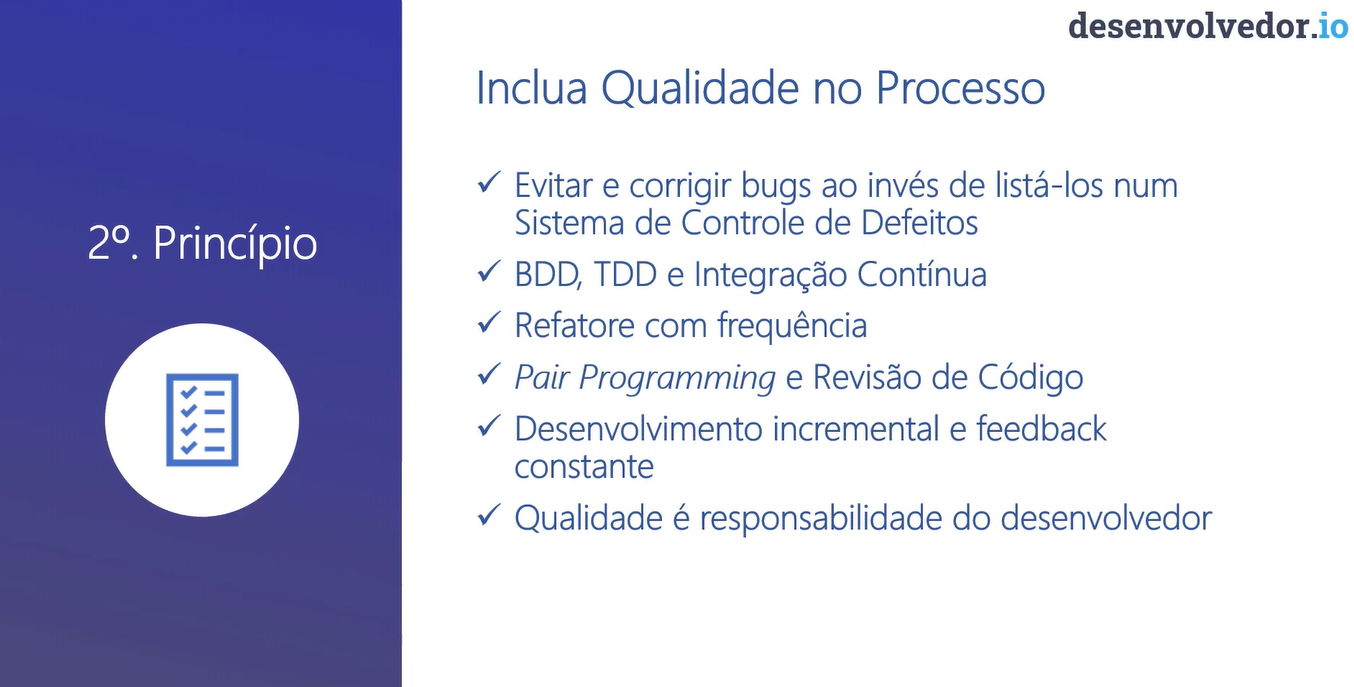 desenvolvedor.io
Inclua Qualidade no Processo
2º. Princípio
✓ Evitar e corrigir bugs ao invés de listá-los num
Sistema de Controle de Defeitos
✓ BDD, TDD e Integração Contínua
✓ Refatore com frequência
✓ Pair Programming e Revisão de Código
✓ Desenvolvimento incremental e feedback
constante
✓ Qualidade é responsabilidade do desenvolvedor